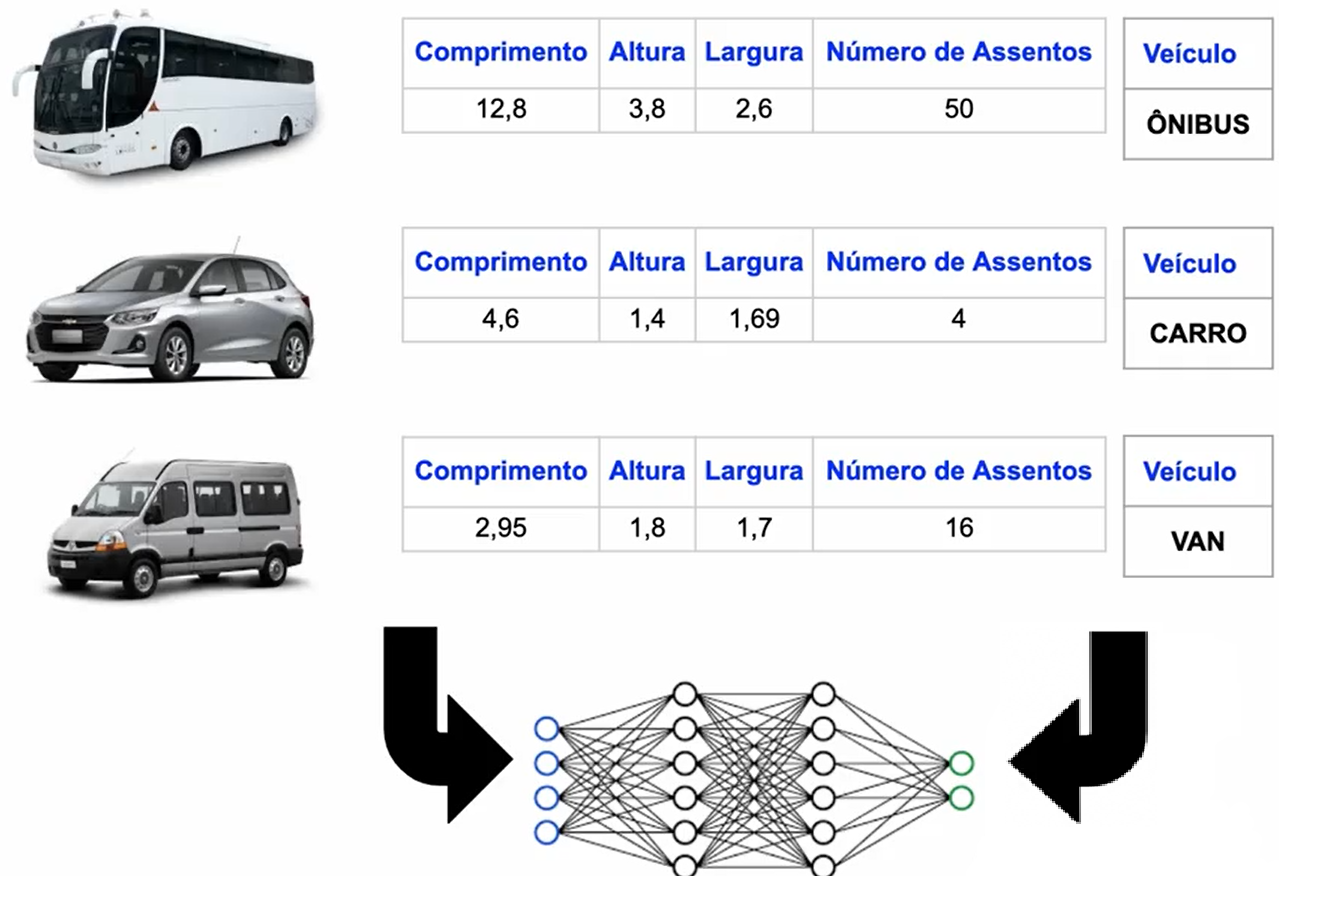 Comprimento Altura Largura Número de Assentos Veículo
12,8 3,8 2,6 50 ÔNIBUS
Comprimento Altura Largura Número de Assentos Veículo
4,6 1,4 1,69 4 CARRO
Comprimento Altura Largura Número de Assentos Veículo
2,95 1,8 1,7 16 VAN